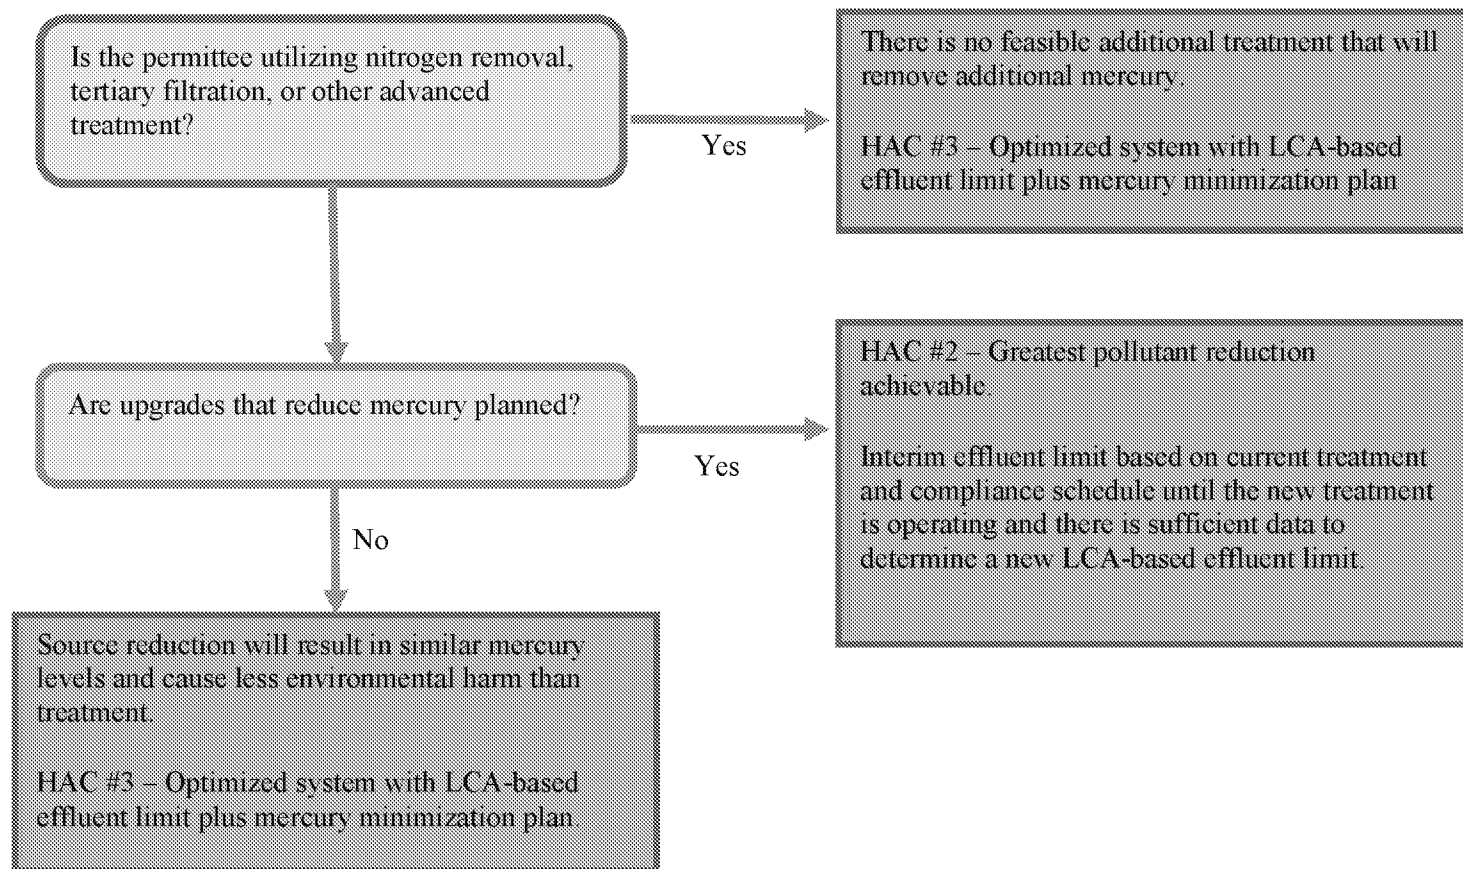 Is the permittee utilizing nitrogen removal,
tertiary filtration, or other advanced
treatment?
Yes
There is no feasible additional treatment that will
remove additional mercury.
HAC #3 – Optimized system with LCA-based
effluent limit plus mercury minimization plan
Are upgrades that reduce mercury planned?
Yes
HAC #2 – Greatest pollutant reduction
achievable.
Interim effluent limit based on current treatment
and compliance schedule until the new treatment
is operating and there is sufficient data to
determine a new LCA-based effluent limit.
No
Source reduction will result in similar mercury
levels and cause less environmental harm than
treatment.
HAC #3 – Optimized system with LCA-based
effluent limit plus mercury minimization plan.